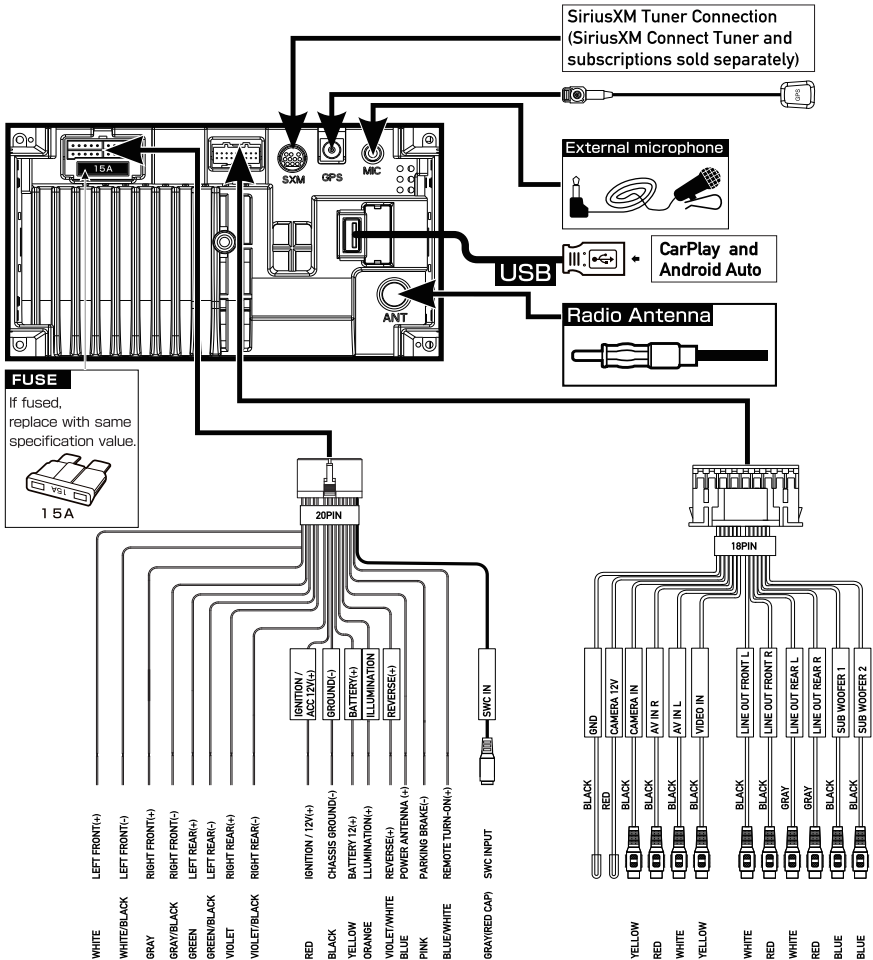 SiriusXM Tuner Connection
(SiriusXM Connect Tuner and
subscriptions sold separately)
GPS
15A
SXM
GPS
MIC
External microphone
USB
CarPlay and
Android Auto
ANT
Radio Antenna
FUSE
If fused,
replace with same
specification value.
15A
15A
20PIN
18PIN
IGNITION /
ACC 12V(+)
GROUND(-)
BATTERY(+)
ILLUMINATION
REVERSE(+)
SWC IN
GND
CAMERA 12V
CAMERA IN
AV IN R
AV IN L
VIDEO IN
LINE OUT FRONT L
LINE OUT FRONT R
LINE OUT REAR L
LINE OUT REAR R
SUB WOOFER 1
SUB WOOFER 2
BLACK
RED
BLACK
BLACK
BLACK
BLACK
BLACK
BLACK
GRAY
GRAY
BLACK
BLACK
LEFT FRONT(+)
LEFT FRONT(-)
RIGHT FRONT(+)
RIGHT FRONT(-)
LEFT REAR(+)
LEFT REAR(-)
RIGHT REAR(+)
RIGHT REAR(-)
IGNITION / 12V(+)
CHASSIS GROUND(-)
BATTERY 12(+)
LLUMINATION(+)
REVERSE(+)
POWER ANTENNA (+)
PARKING BRAKE(-)
REMOTE TURN-ON(+)
SWC INPUT
WHITE
WHITE/BLACK
GRAY
GRAY/BLACK
GREEN
GREEN/BLACK
VIOLET
VIOLET/BLACK
RED
BLACK
YELLOW
ORANGE
VIOLET/WHITE
BLUE
PINK
BLUE/WHITE
GRAY(RED CAP)
YELLOW
RED
WHITE
YELLOW
WHITE
RED
WHITE
RED
BLUE
BLUE